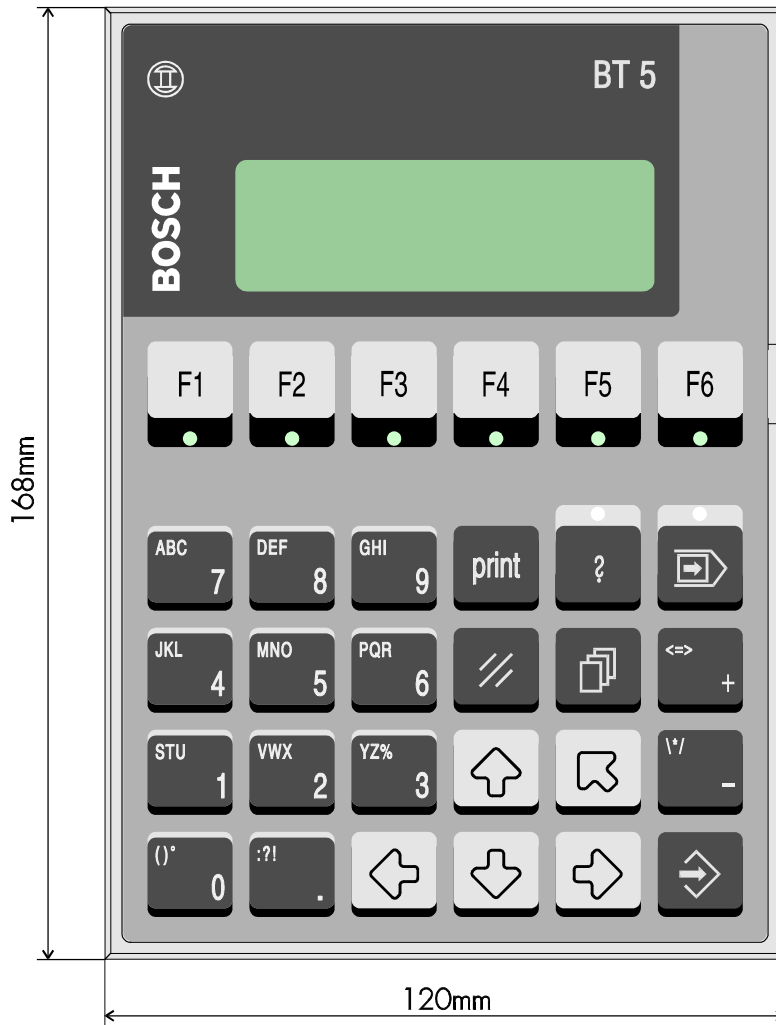 BT 5
BOSCH
F1 F2 F3 F4 F5 F6
168mm
ABC 7 DEF 8 GHI 9 print ?
JKL 4 MNO 5 PQR 6 <=> +
STU 1 VWX 2 YZ% 3 \*/ -
()° 0 :?! .
120mm